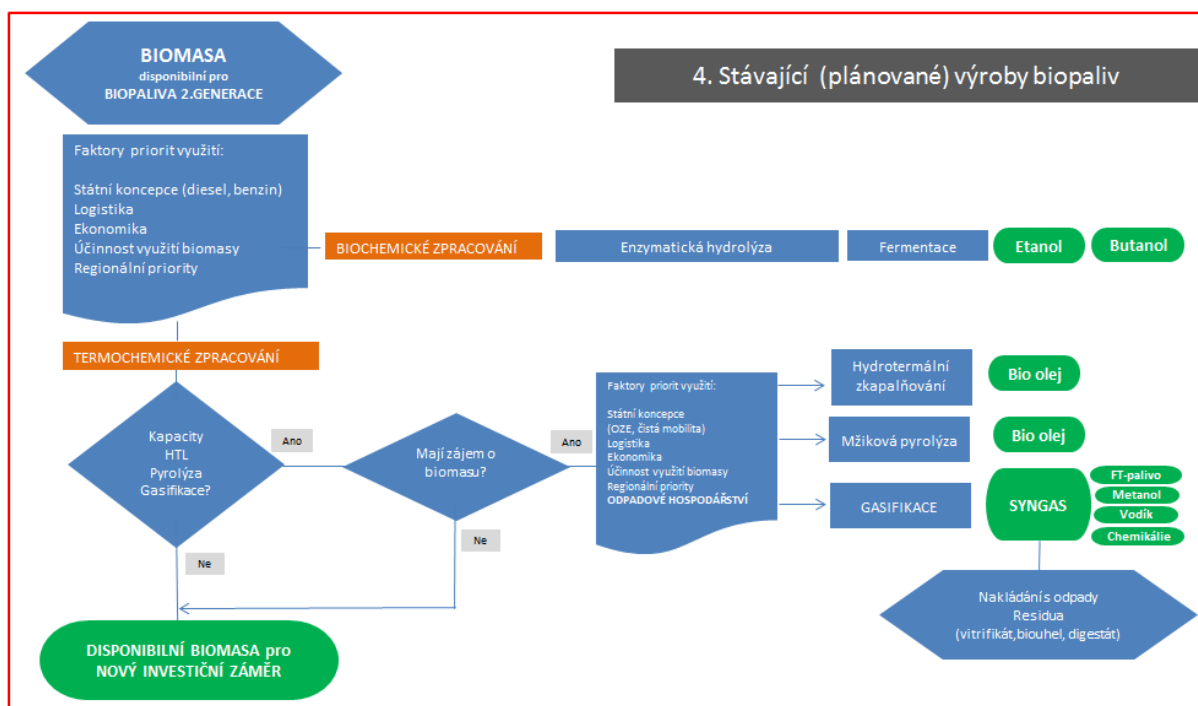 BIOMASA
disponibilní pro
BIOPALIVA 2.GENERACE
4. Stávající (plánované) výroby biopaliv
Faktory priorit využití:
Státní koncepce (diesel, benzin)
Logistika
Ekonomika
Účinnost využití biomasy
Regionální priority
BIOCHEMICKÉ ZPRACOVÁNÍ
Enzymatická hydrolýza
Fermentace
Etanol
Butanol
TERMOCHEMICKÉ ZPRACOVÁNÍ
Kapacity
HTL
Pyrolýza
Gasifikace?
Ano
Mají zájem o
biomasu?
Ano
Faktory priorit využití:
Státní koncepce
(OZE, čistá mobilita)
Logistika
Ekonomika
Účinnost využití biomasy
Regionální priority
ODPADOVÉ HOSPODÁŘSTVÍ
Hydrotermální
zkapalňování
Bio olej
Mžiková pyrolýza
Bio olej
GASIFIKACE
SYNGAS
FT-palivo
Metanol
Vodík
Chemikálie
Ne
Ne
Nakládání s odpady
Residua
(vitrifikát,biouhel, digestát)
DISPONIBILNÍ BIOMASA pro
NOVÝ INVESTIČNÍ ZÁMĚR